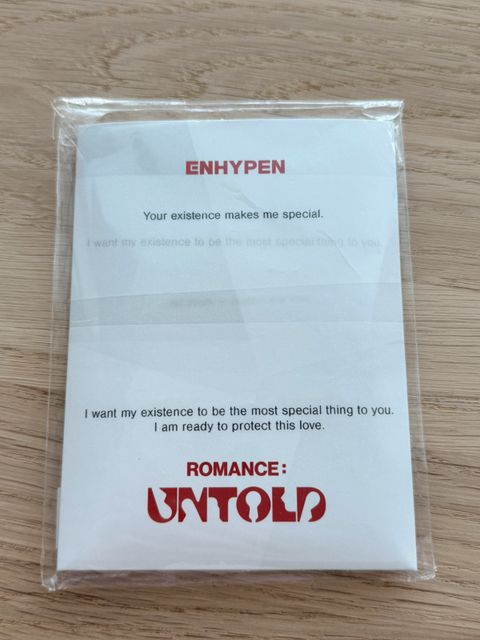 ENHYPEN
Your existence makes me special.
I want my existence to be the most special thing to you.
I want my existence to be the most special thing to you.
I am ready to protect this love.
ROMANCE:
UNTOLD